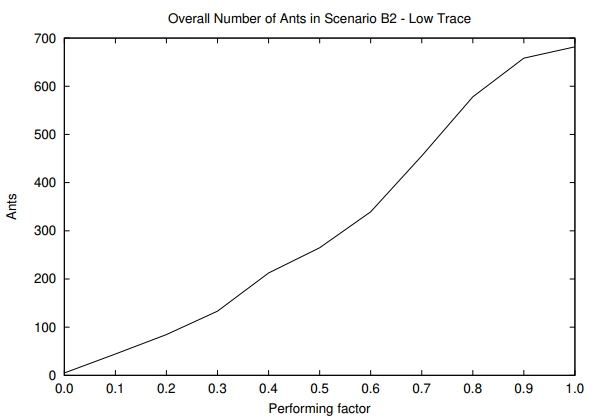 Overall Number of Ants in Scenario B2 - Low Trace
700
600
500
400
300
200
100
0
Ants
0.0 0.1 0.2 0.3 0.4 0.5 0.6 0.7 0.8 0.9 1.0
Performing factor